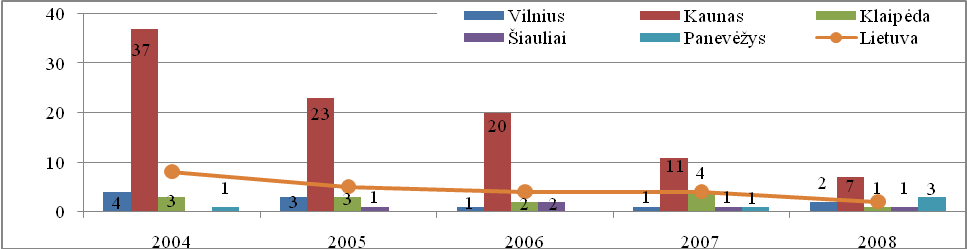 40
30
20
10
0
Vilnius Kaunas Klaipėda
Šiauliai Panevėžys Lietuva
37
4 3 1
23
3 3 1
20
1 2 2
11
1 4 1 1
2 7 1 1 3
2004 2005 2006 2007 2008